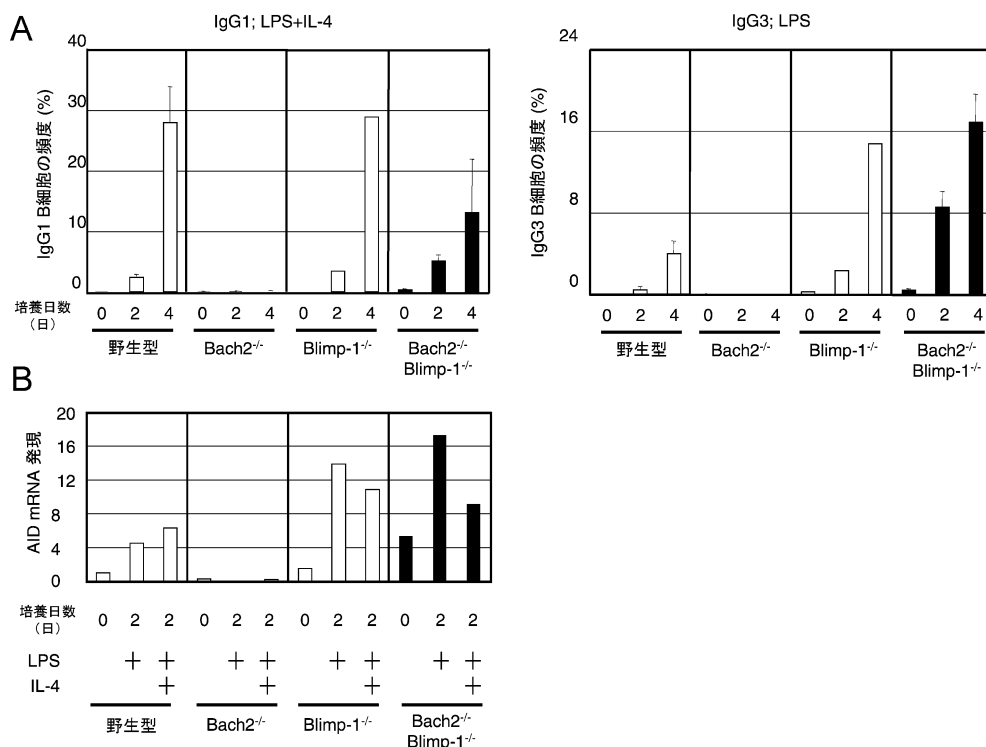 A
IgG1; LPS+IL-4
IgG1 B細胞の頻度 (%)
40
30
20
10
0
培養日数
（日）
0 2 4 0 2 4 0 2 4 0 2 4
野生型 Bach2-/- Blimp-1-/- Bach2-/-
Blimp-1-/-
IgG3; LPS
IgG3 B細胞の頻度 (%)
24
16
8
0
0 2 4 0 2 4 0 2 4 0 2 4
野生型 Bach2-/- Blimp-1-/- Bach2-/-
Blimp-1-/-
B
AID mRNA 発現
20
16
12
8
4
0
培養日数
（日）
0 2 2 0 2 2 0 2 2 0 2 2
LPS + + + + + + + +
IL-4 + + + +
野生型 Bach2-/- Blimp-1-/- Bach2-/-
Blimp-1-/-